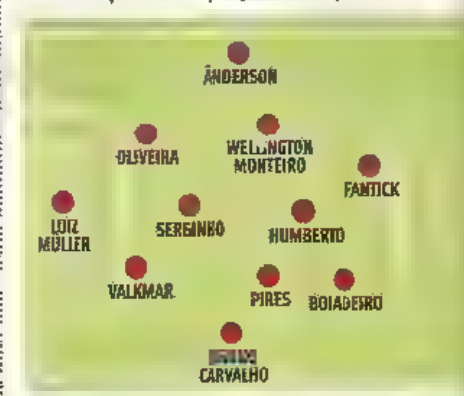 ÂNDERSON
OLIVEIRA
WELLINGTON
MONTEIRO
FANTICK
LUIZ
MÜLLER
SERGINHO
HUMBERTO
VALKMAR
PIRES
BOIADEIRO
CARVALHO